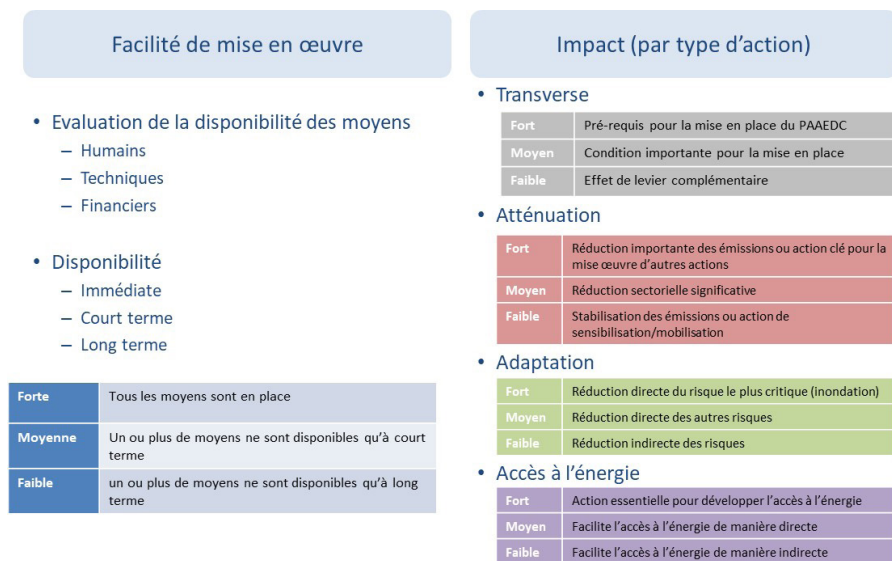 Facilité de mise en œuvre
• Evaluation de la disponibilité des moyens
– Humains
– Techniques
– Financiers
• Disponibilité
– Immédiate
– Court terme
– Long terme
Forte Tous les moyens sont en place
Moyenne Un ou plus de moyens ne sont disponibles qu'à court
terme
Faible un ou plus de moyens ne sont disponibles qu'à long
terme
Impact (par type d'action)
• Transverse
Fort Pré-requis pour la mise en place du PAAEDC
Moyen Condition importante pour la mise en place
Faible Effet de levier complémentaire
• Atténuation
Fort Réduction importante des émissions ou action clé pour la
mise œuvre d'autres actions
Moyen Réduction sectorielle significative
Faible Stabilisation des émissions ou action de
sensibilisation/mobilisation
• Adaptation
Fort Réduction directe du risque le plus critique (inondation)
Moyen Réduction directe des autres risques
Faible Réduction indirecte des risques
• Accès à l'énergie
Fort Action essentielle pour développer l'accès à l'énergie
Moyen Facilite l'accès à l'énergie de manière directe
Faible Facilite l'accès à l'énergie de manière indirecte